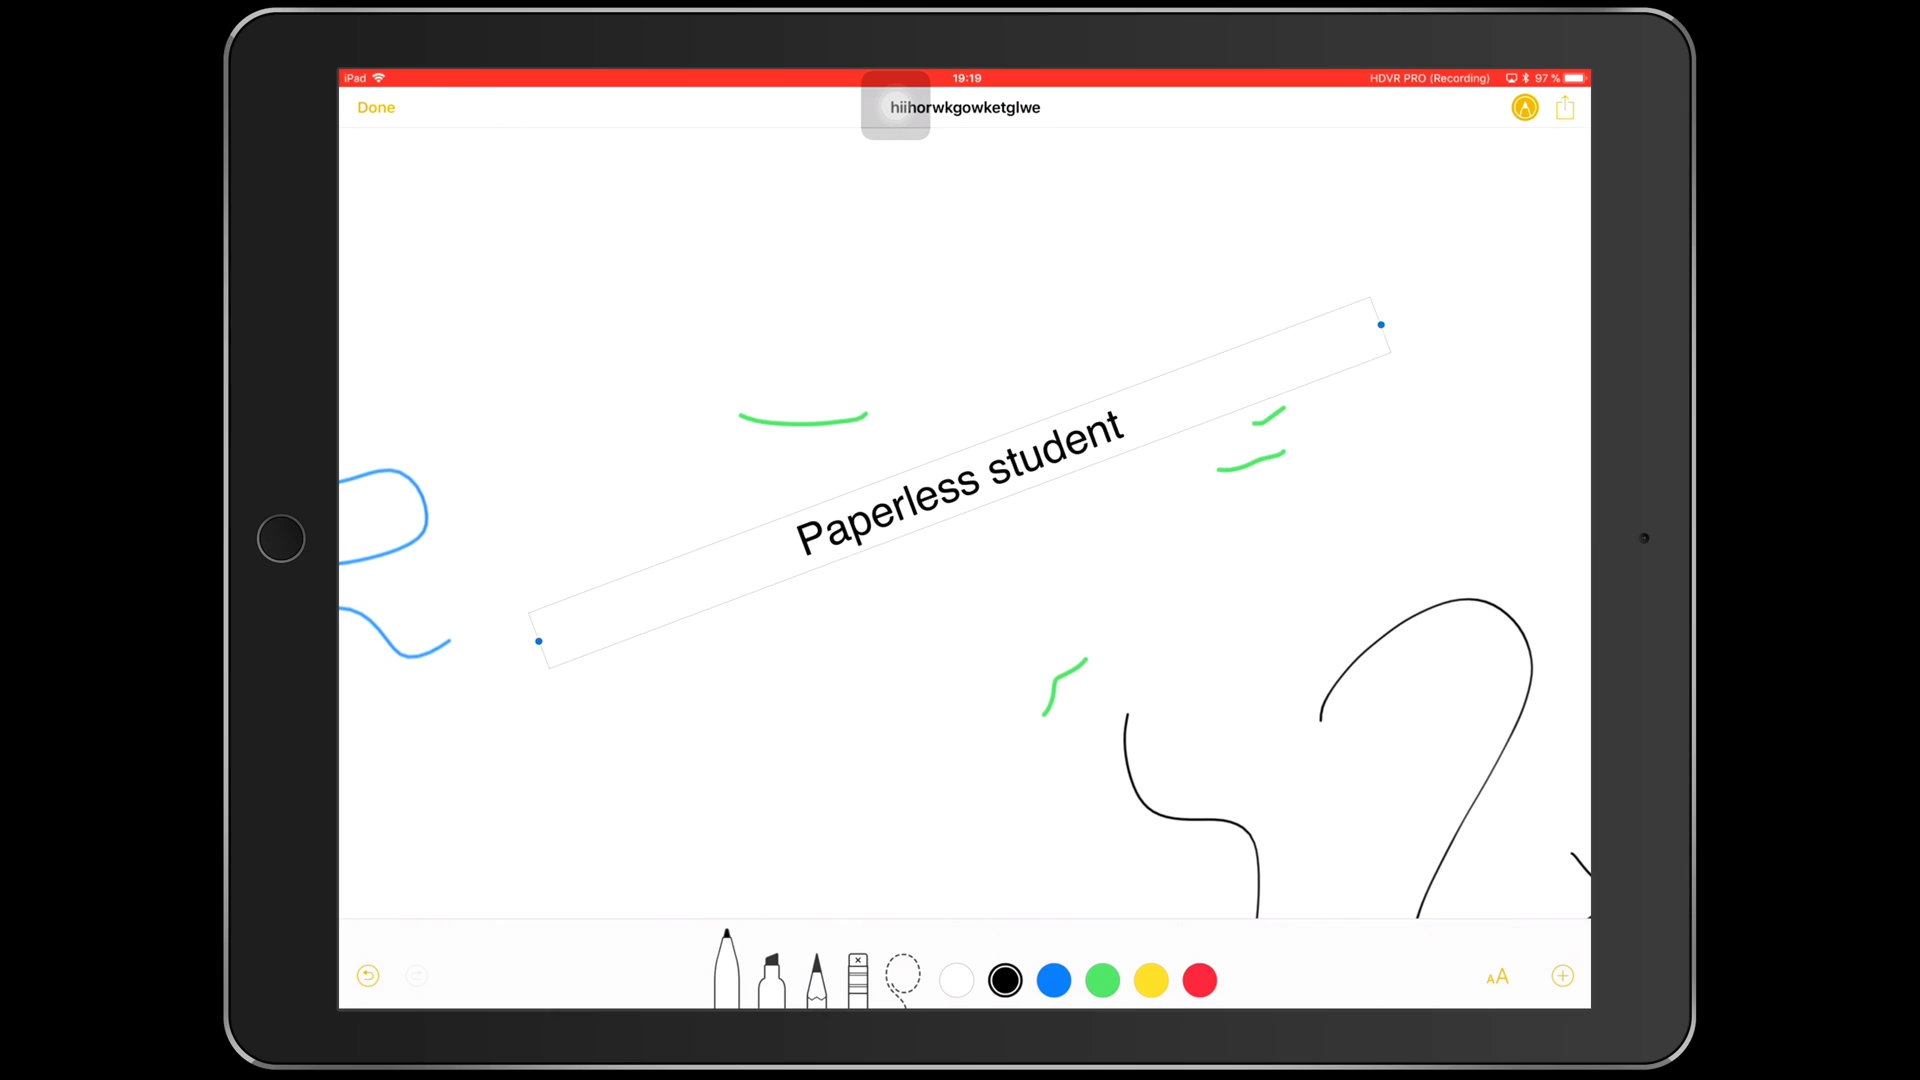 iPad 19:19 HDVR PRO (Recording) 97 %
Done hiihorwkgowketglwe
Paperless student
AA